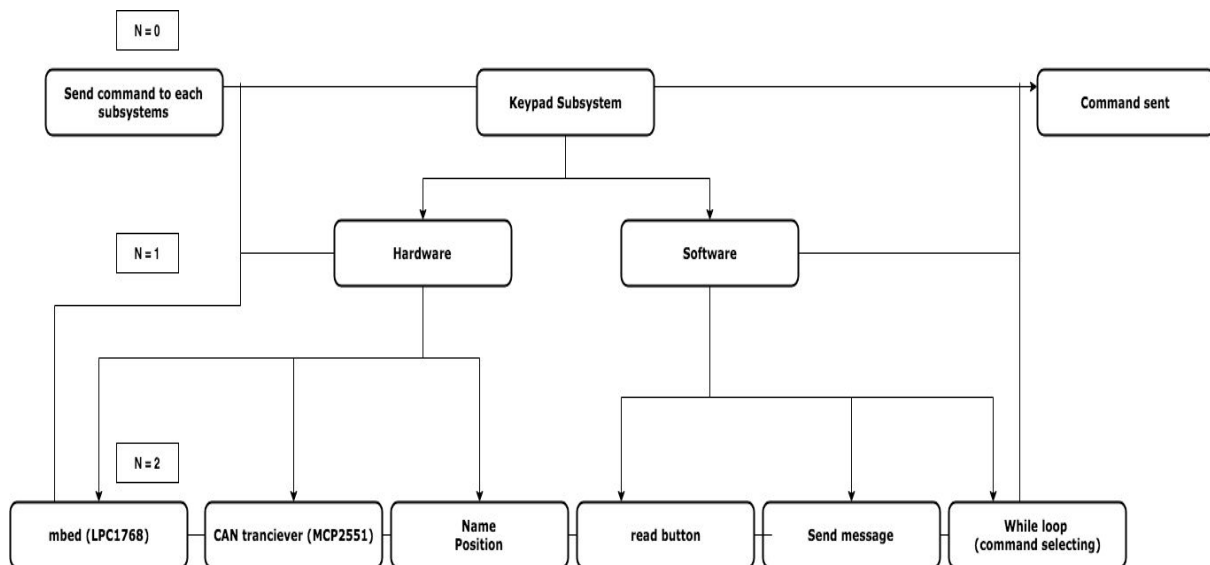 N = 0
Send command to each
subsystems
Keypad Subsystem
Command sent
N = 1
Hardware
Software
N = 2
mbed (LPC1768)
CAN tranciever (MCP2551)
Name
Position
read button
Send message
While loop
(command selecting)